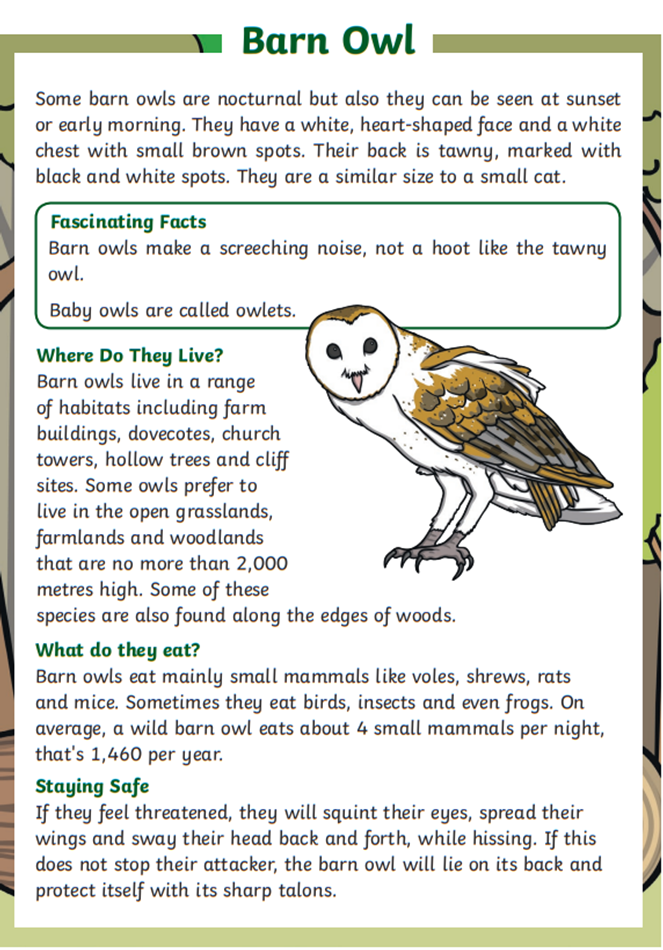 Barn Owl
Some barn owls are nocturnal but also they can be seen at sunset
or early morning. They have a white, heart-shaped face and a white
chest with small brown spots. Their back is tawny, marked with
black and white spots. They are a similar size to a small cat.
Fascinating Facts
Barn owls make a screeching noise, not a hoot like the tawny
owl.
Baby owls are called owlets.
Where Do They Live?
Barn owls live in a range
of habitats including farm
buildings, dovecotes, church
towers, hollow trees and cliff
sites. Some owls prefer to
live in the open grasslands,
farmlands and woodlands
that are no more than 2,000
metres high. Some of these
species are also found along the edges of woods.
What do they eat?
Barn owls eat mainly small mammals like voles, shrews, rats
and mice. Sometimes they eat birds, insects and even frogs. On
average, a wild barn owl eats about 4 small mammals per night,
that's 1,460 per year.
Staying Safe
If they feel threatened, they will squint their eyes, spread their
wings and sway their head back and forth, while hissing. If this
does not stop their attacker, the barn owl will lie on its back and
protect itself with its sharp talons.